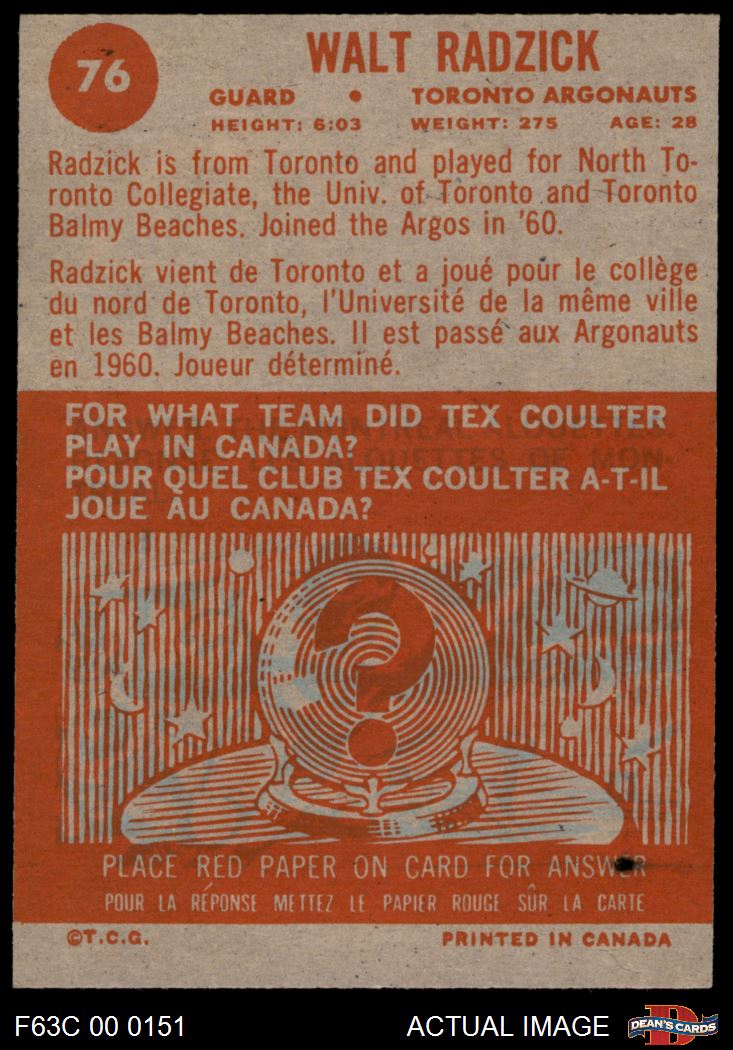 76
WALT RADZICK
GUARD • TORONTO ARGONAUTS
HEIGHT: 6:03 WEIGHT: 275 AGE: 28
Radzick is from Toronto and played for North To-
ronto Collegiate, the Univ. of Toronto and Toronto
Balmy Beaches. Joined the Argos in '60.
Radzick vient de Toronto et a joué pour le collège
du nord de Toronto, l'Université de la même ville
et les Balmy Beaches. Il est passé aux Argonauts
en 1960. Joueur déterminé.
FOR WHAT TEAM DID TEX COULTER
PLAY IN CANADA?
POUR QUEL CLUB TEX COULTER A-T-IL
JOUE AU CANADA?
?
PLACE RED PAPER ON CARD FOR ANSWER
POUR LA RÉPONSE METTEZ LE PAPIER ROUGE SÛR LA CARTE
©T.C.G. PRINTED IN CANADA
F63C 00 0151 ACTUAL IMAGE D DEAN'S CARDS